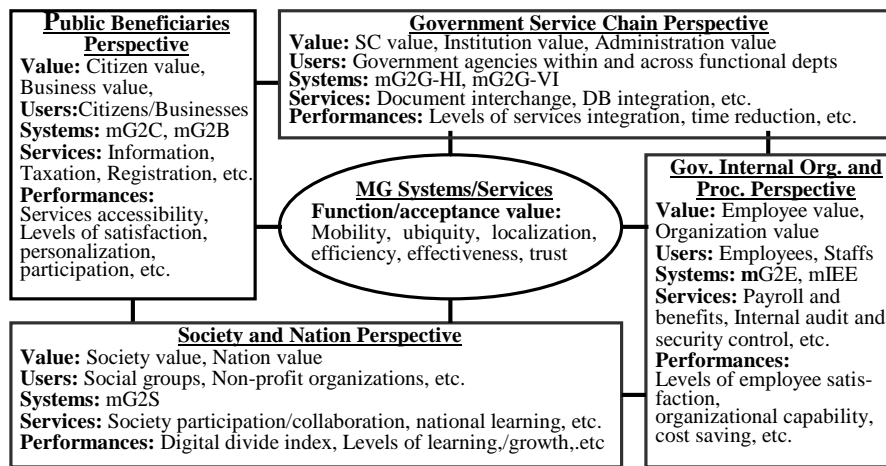 Public Beneficiaries
Perspective
Value: Citizen value,
Business value,
Users:Citizens/Businesses
Systems: mG2C, mG2B
Services: Information,
Taxation, Registration, etc.
Performances:
Services accessibility,
Levels of satisfaction,
personalization,
participation, etc.
Government Service Chain Perspective
Value: SC value, Institution value, Administration value
Users: Government agencies within and across functional depts
Systems: mG2G-HI, mG2G-VI
Services: Document interchange, DB integration, etc.
Performances: Levels of services integration, time reduction, etc.
MG Systems/Services
Function/acceptance value:
Mobility, ubiquity, localization,
efficiency, effectiveness, trust
Gov. Internal Org. and
Proc. Perspective
Value: Employee value,
Organization value
Users: Employees, Staffs
Systems: mG2E, mIEE
Services: Payroll and
benefits, Internal audit and
security control, etc.
Performances:
Levels of employee satis-
faction,
organizational capability,
cost saving, etc.
Society and Nation Perspective
Value: Society value, Nation value
Users: Social groups, Non-profit organizations, etc.
Systems: mG2S
Services: Society participation/collaboration, national learning, etc.
Performances: Digital divide index, Levels of learning,/growth,.etc